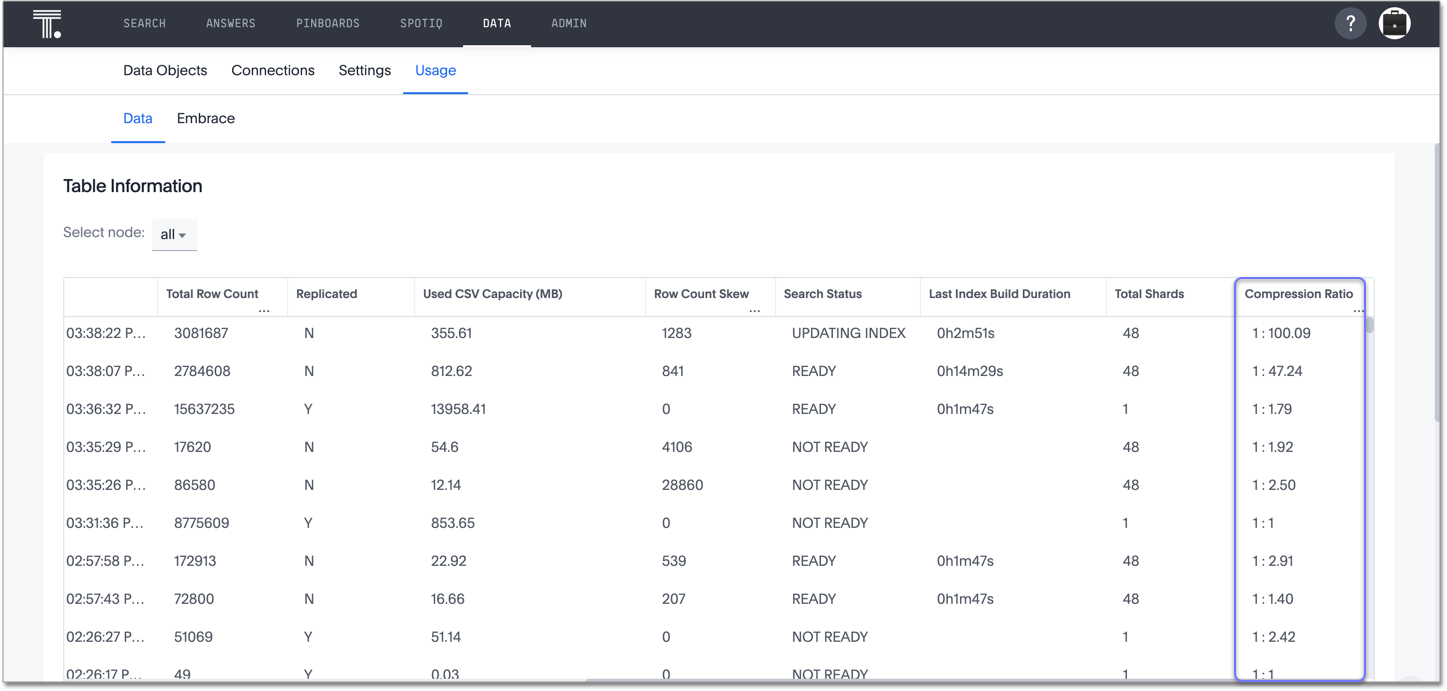 SEARCH ANSWERS PINBOARDS SPOTIQ DATA ADMIN ?
Data Objects Connections Settings Usage
Data Embrace
Table Information
Select node: all
Total Row Count ... Replicated Used CSV Capacity (MB) Row Count Skew ... Search Status Last Index Build Duration Total Shards Compression Ratio ...
03:38:22 P... 3081687 N 355.61 1283 UPDATING INDEX 0h2m51s 48 1 : 100.09
03:38:07 P... 2784608 N 812.62 841 READY 0h14m29s 48 1 : 47.24
03:36:32 P... 15637235 Y 13958.41 0 READY 0h1m47s 1 1 : 1.79
03:35:29 P... 17620 N 54.6 4106 NOT READY 48 1 : 1.92
03:35:26 P... 86580 N 12.14 28860 NOT READY 48 1 : 2.50
03:31:36 P... 8775609 Y 853.65 0 NOT READY 1 1 : 1
02:57:58 P... 172913 N 22.92 539 READY 0h1m47s 48 1 : 2.91
02:57:43 P... 72800 N 16.66 207 READY 0h1m47s 48 1 : 1.40
02:26:27 P... 51069 Y 51.14 0 NOT READY 1 1 : 2.42
02:26:17 P... 49 Y 0.03 0 NOT READY 1 1 : 1